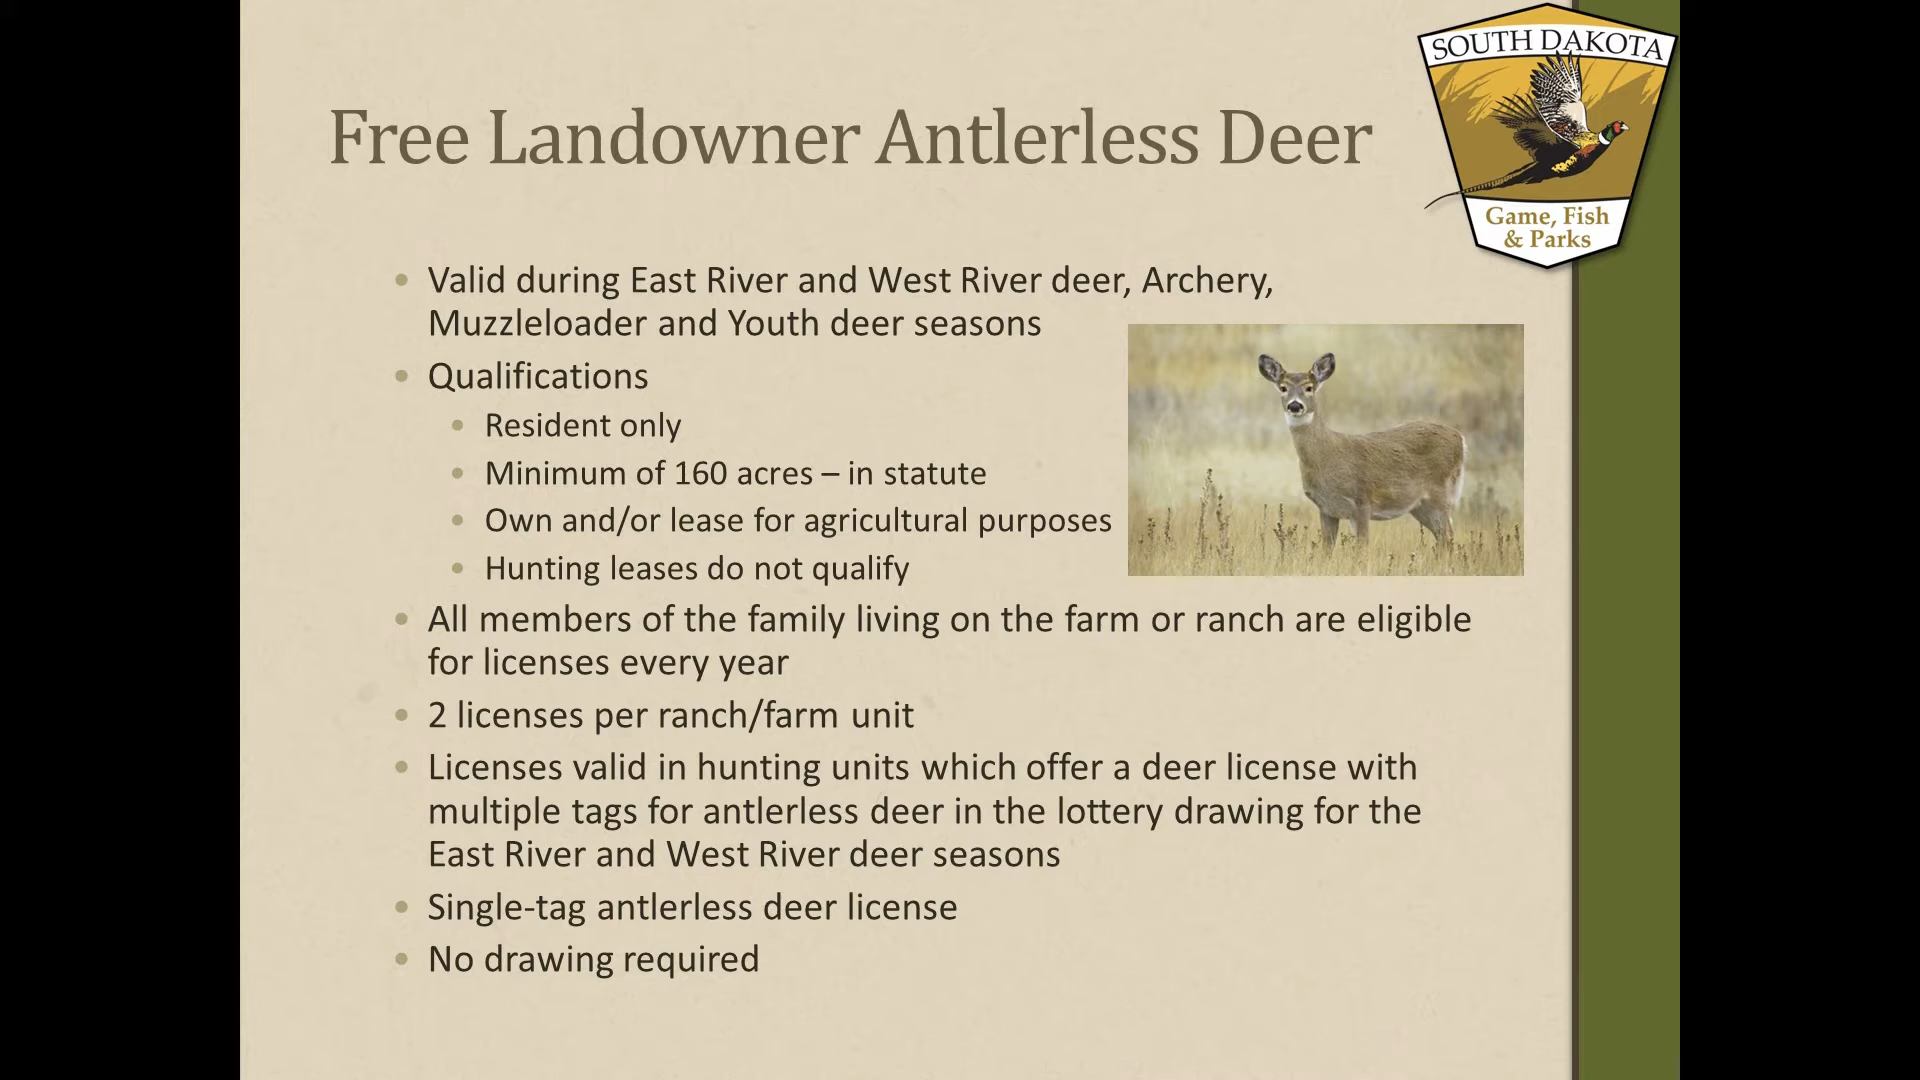 SOUTH DAKOTA
Game, Fish
& Parks
Free Landowner Antlerless Deer
• Valid during East River and West River deer, Archery,
Muzzleloader and Youth deer seasons
• Qualifications
• Resident only
• Minimum of 160 acres – in statute
• Own and/or lease for agricultural purposes
• Hunting leases do not qualify
• All members of the family living on the farm or ranch are eligible
for licenses every year
• 2 licenses per ranch/farm unit
• Licenses valid in hunting units which offer a deer license with
multiple tags for antlerless deer in the lottery drawing for the
East River and West River deer seasons
• Single-tag antlerless deer license
• No drawing required